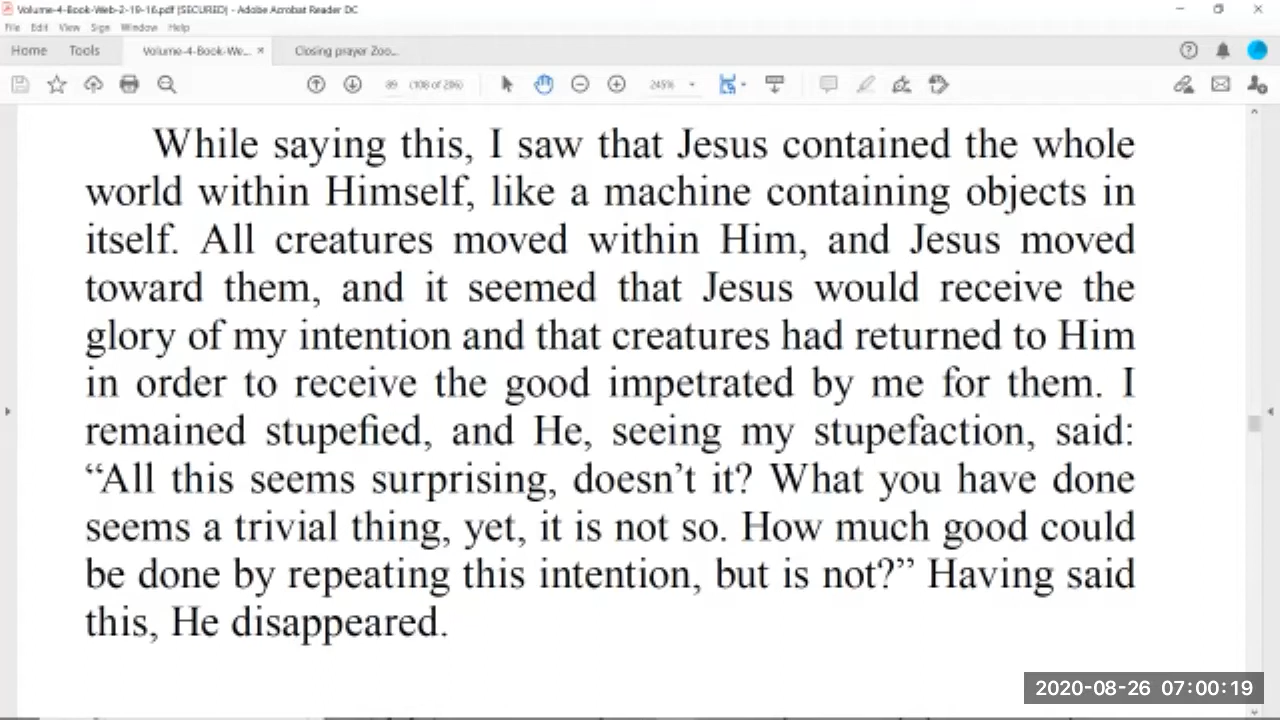 Volume-4-Book-Web-2-19-16.pdf (SECURED) - Adobe Acrobat Reader DC
File Edit View Sign Window Help
Home Tools Volume-4-Book-We... × Closing prayer Zoo...
89 (108 of 206) 245%
While saying this, I saw that Jesus contained the whole
world within Himself, like a machine containing objects in
itself. All creatures moved within Him, and Jesus moved
toward them, and it seemed that Jesus would receive the
glory of my intention and that creatures had returned to Him
in order to receive the good impetrated by me for them. I
remained stupefied, and He, seeing my stupefaction, said:
“All this seems surprising, doesn’t it? What you have done
seems a trivial thing, yet, it is not so. How much good could
be done by repeating this intention, but is not?” Having said
this, He disappeared.
2020-08-26 07:00:19